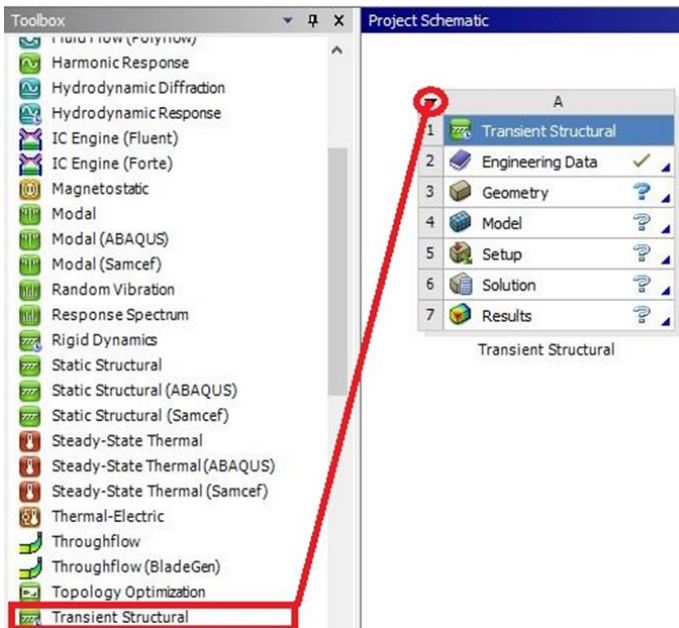 Toolbox
Fluid Flow (Polyflow)
Harmonic Response
Hydrodynamic Diffraction
Hydrodynamic Response
IC Engine (Fluent)
IC Engine (Forte)
Magnetostatic
Modal
Modal (ABAQUS)
Modal (Samcef)
Random Vibration
Response Spectrum
Rigid Dynamics
Static Structural
Static Structural (ABAQUS)
Static Structural (Samcef)
Steady-State Thermal
Steady-State Thermal (ABAQUS)
Steady-State Thermal (Samcef)
Thermal-Electric
Throughflow
Throughflow (BladeGen)
Topology Optimization
Transient Structural
Project Schematic
A
1 Transient Structural
2 Engineering Data
3 Geometry ?
4 Model ?
5 Setup ?
6 Solution ?
7 Results ?
Transient Structural